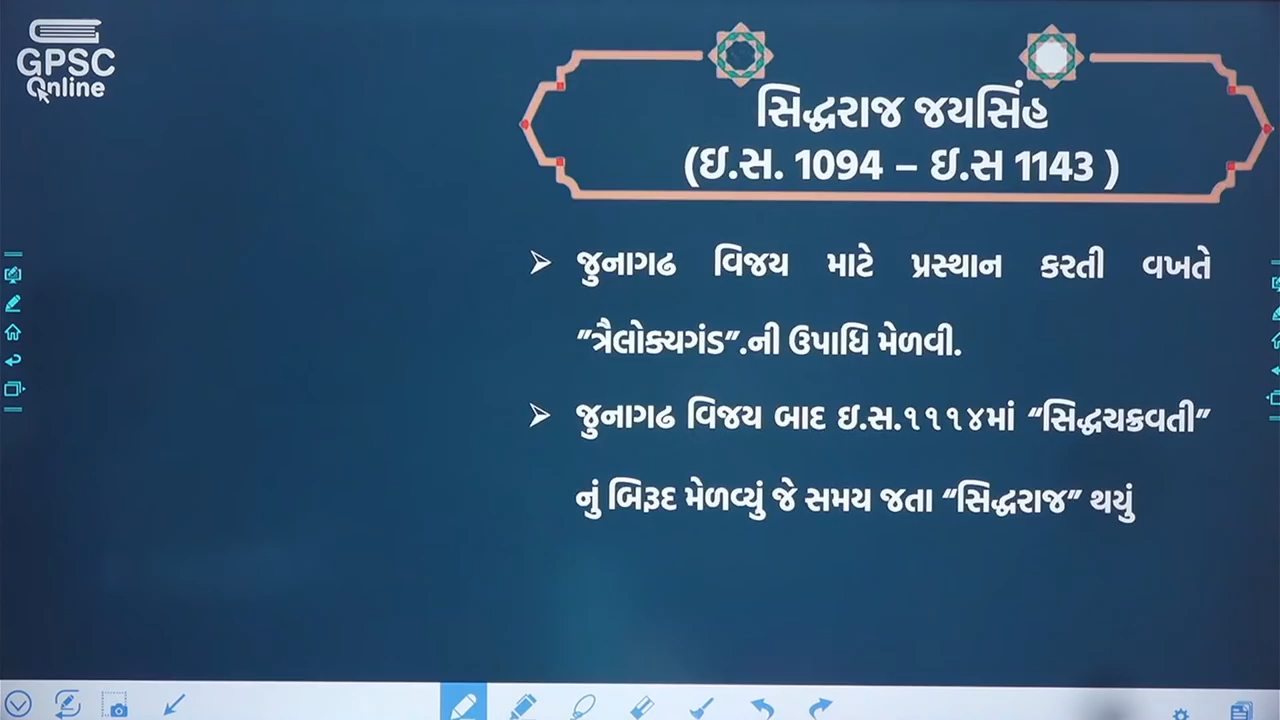 GPSC
Online
સિદ્ધરાજ જયસિંહ
(ઇ.સ. 1094 – ઇ.સ 1143 )
➢ જુનાગઢ વિજય માટે પ્રસ્થાન કરતી વખતે
“ત્રૈલોક્યગંડ”.ની ઉપાધિ મેળવી.
➢ જુનાગઢ વિજય બાદ ઇ.સ.૧૧૧૪માં “સિદ્ધચક્રવતી”
નું બિરૂદ મેળવ્યું જે સમય જતા “સિદ્ધરાજ” થયું